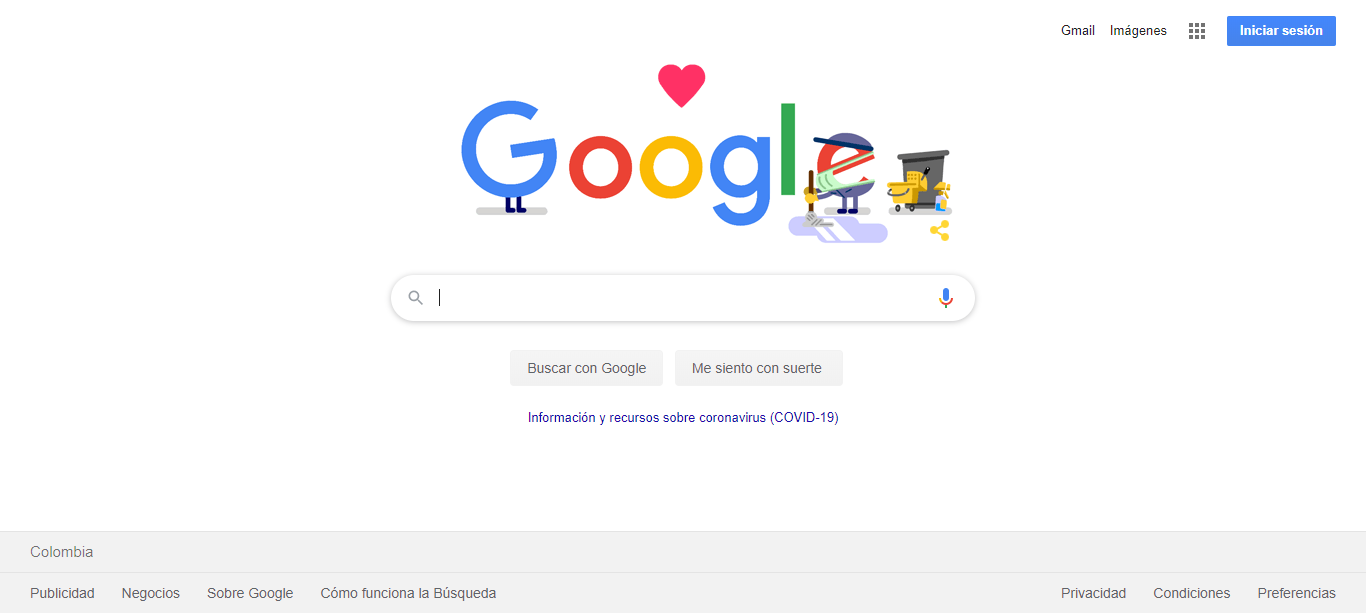 Gmail Imágenes Iniciar sesión
Google
Buscar con Google Me siento con suerte
Información y recursos sobre coronavirus (COVID-19)
Colombia
Publicidad Negocios Sobre Google Cómo funciona la Búsqueda Privacidad Condiciones Preferencias